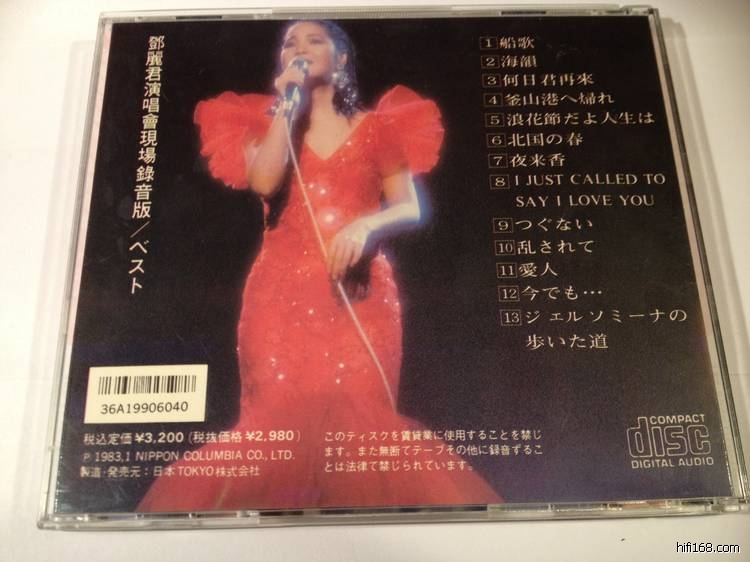 鄧麗君演唱會現場錄音版/ベスト
1 船歌
2 海韻
3 何日君再來
4 釜山港へ帰れ
5 浪花節だよ人生は
6 北国の春
7 夜来香
8 I JUST CALLED TO
SAY I LOVE YOU
9 つぐない
10 乱されて
11 愛人
12 今でも…
13 ジェルソミーナの
歩いた道
36A19906040
税込定価¥3,200(税抜価格¥2,980)
℗1983,1 NIPPON COLUMBIA CO., LTD.
製造・発売元:日本TOKYO株式会社
このディスクを賃貸業に使用することを禁じ
ます。また無断てテープその他に録音ずるこ
とは法律て禁じられています。
COMPACT
disc
DIGITAL AUDIO
hifi168.com